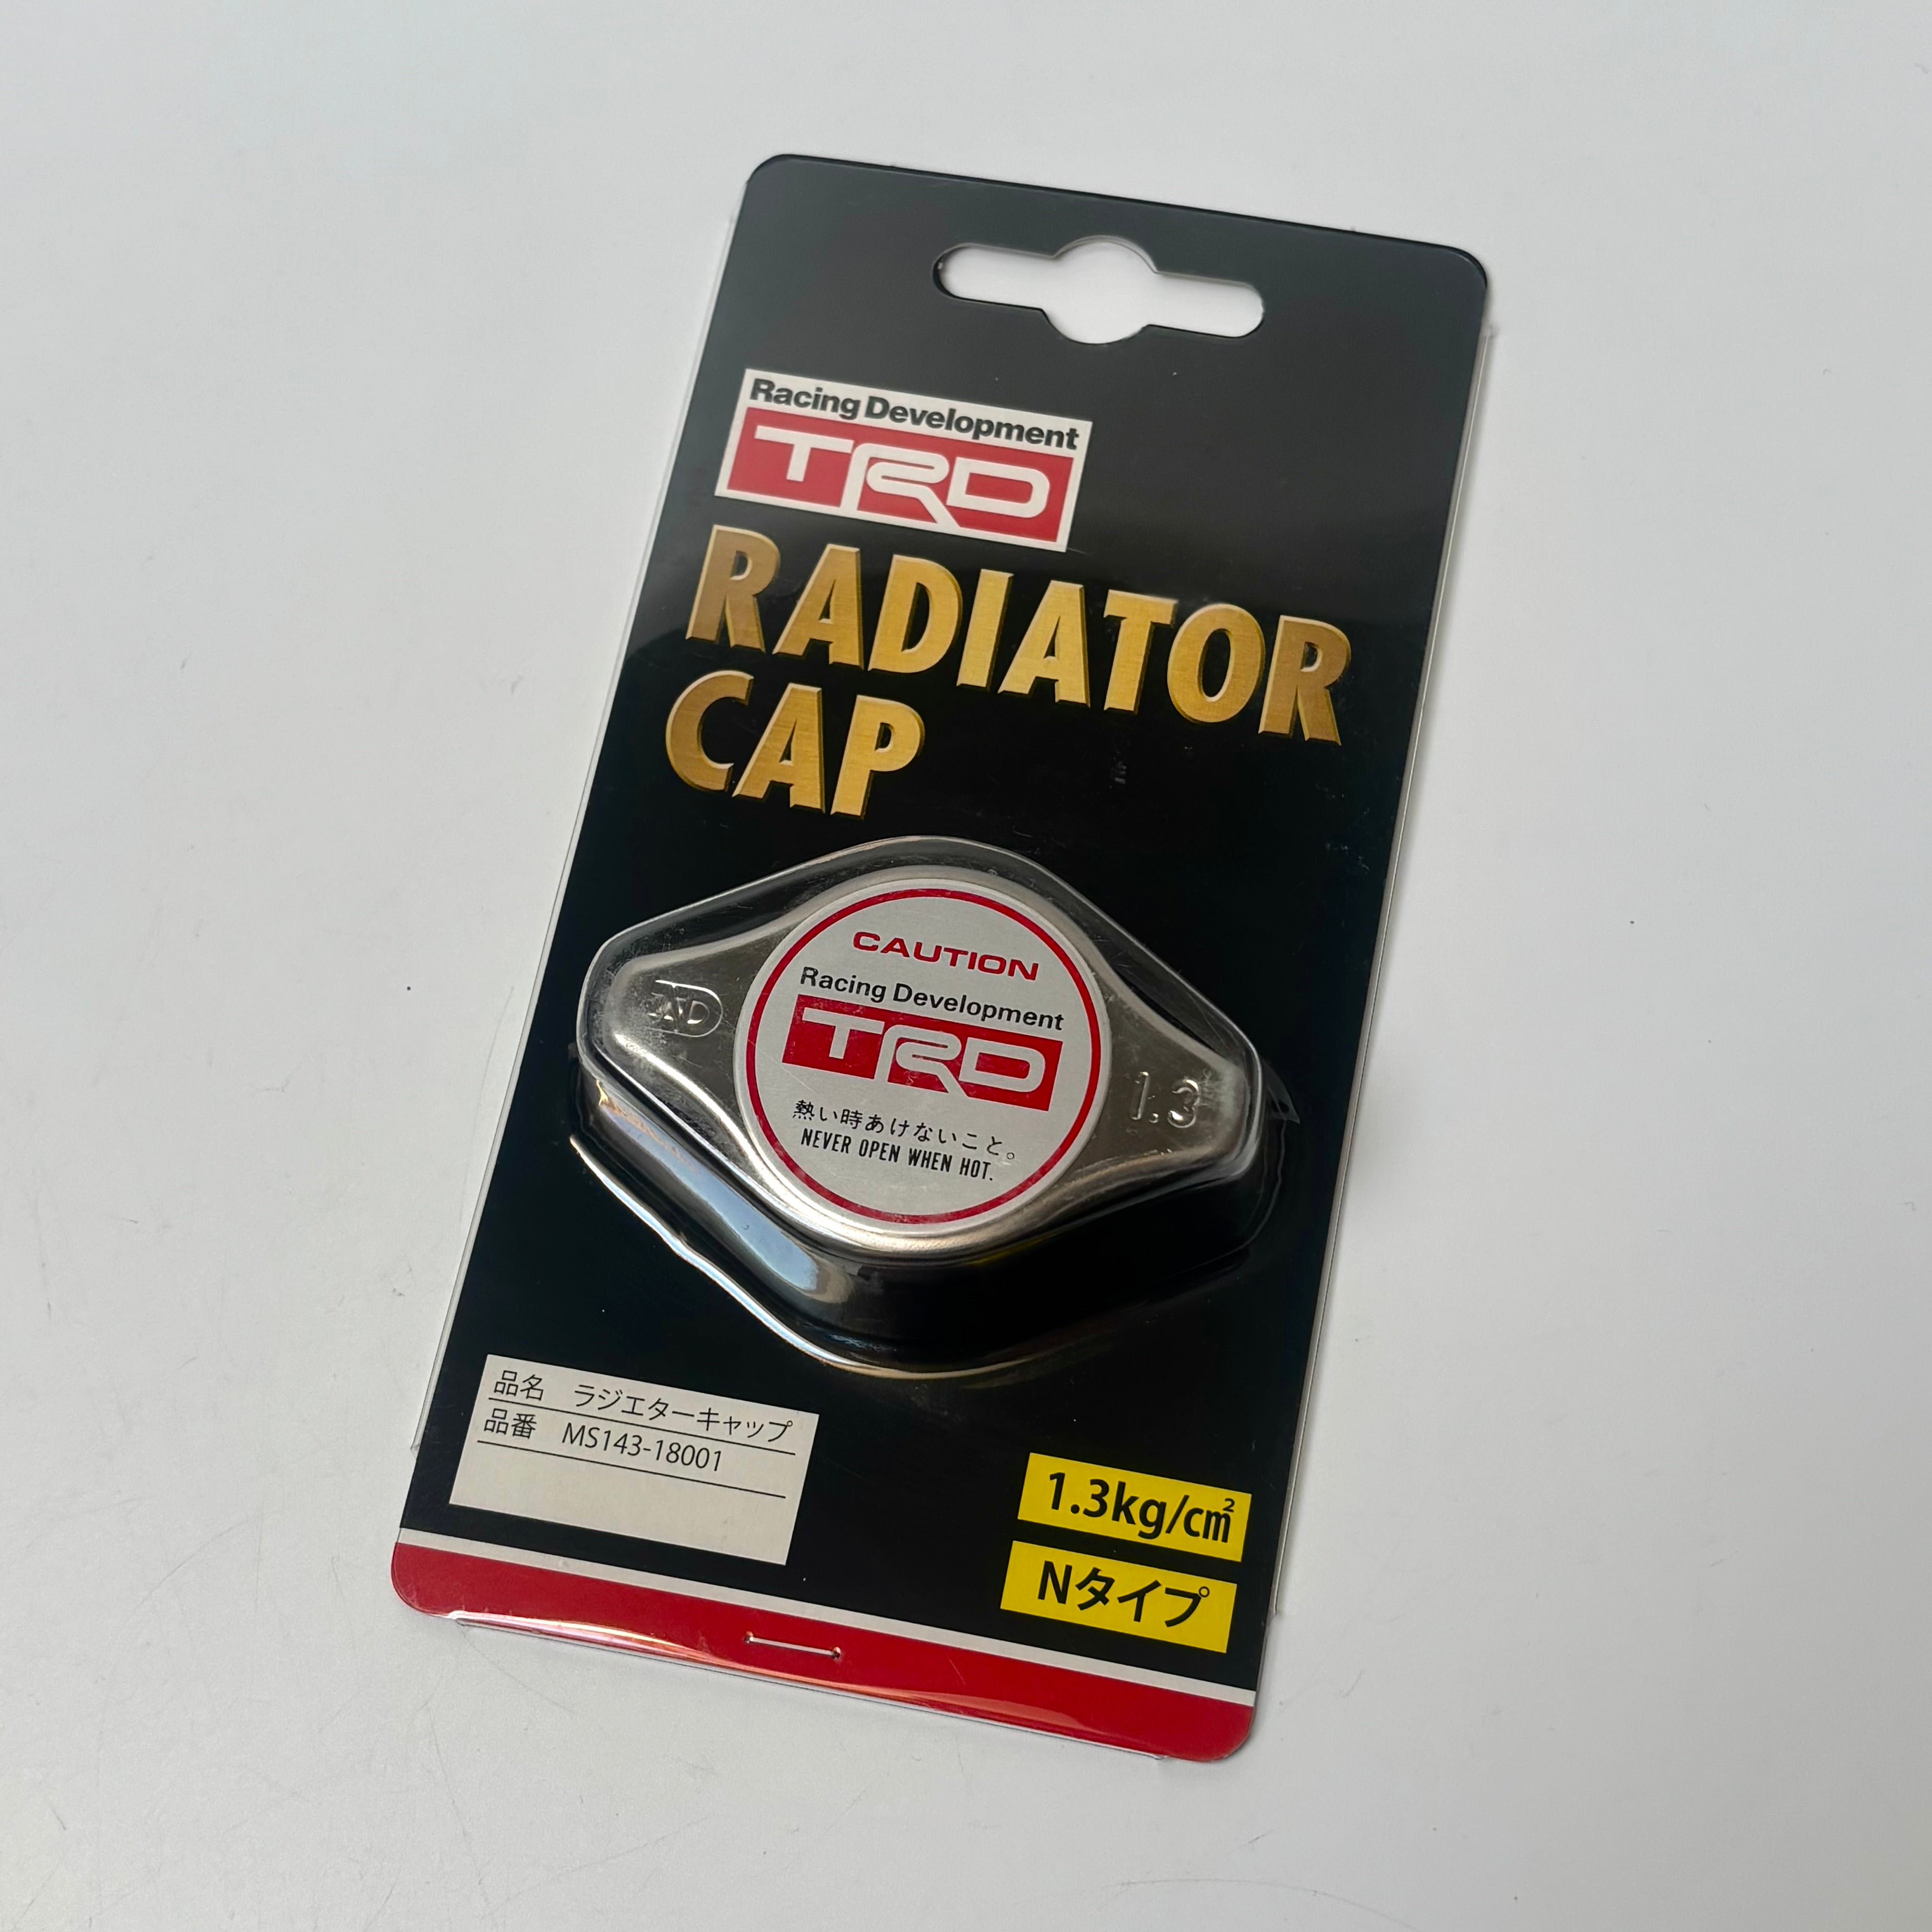 Racing Development
TRD
RADIATOR
CAP
CAUTION
Racing Development
TRD
熱い時あけないこと。
NEVER OPEN WHEN HOT.
1.3
品名 ラジエターキャップ
品番 MS143-18001
1.3kg/cm²
Nタイプ